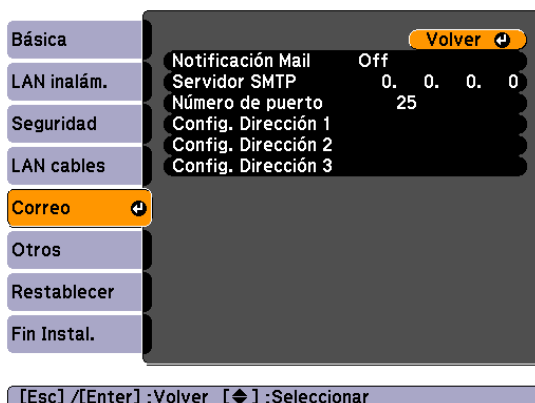 Básica
LAN inalám.
Seguridad
LAN cables
Correo
Otros
Restablecer
Fin Instal.
Volver
Notificación Mail Off
Servidor SMTP 0. 0. 0. 0
Número de puerto 25
Config. Dirección 1
Config. Dirección 2
Config. Dirección 3
[Esc] /[Enter] :Volver [◆] :Seleccionar